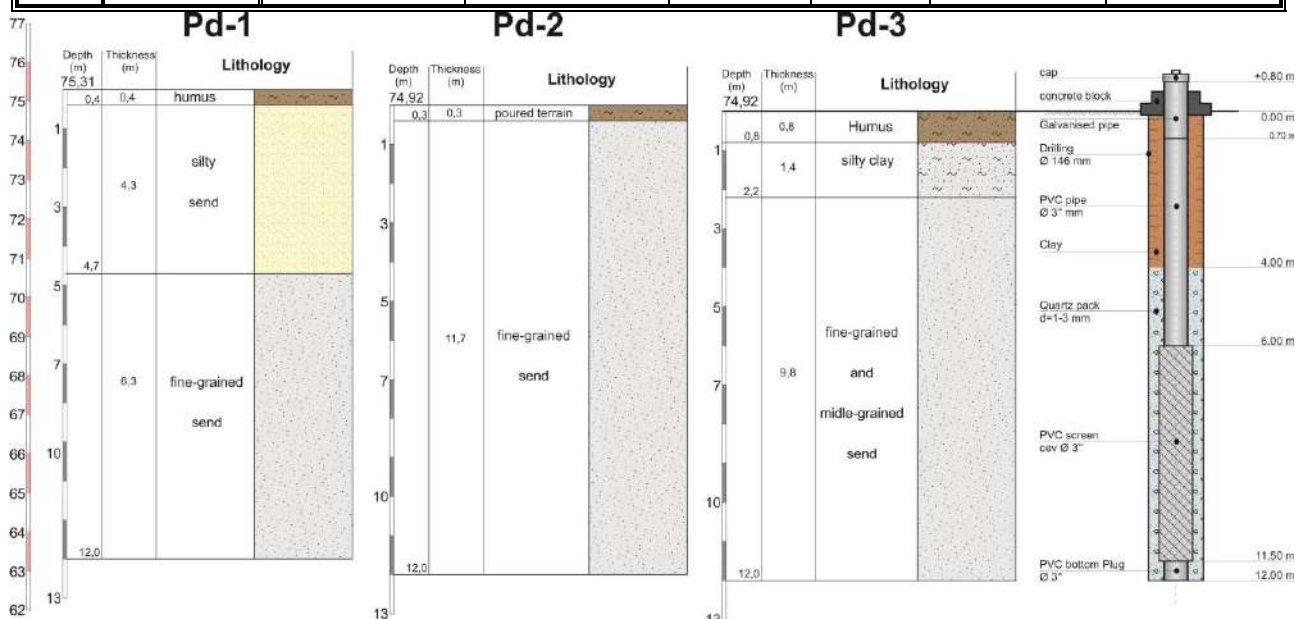 Pd-1
Pd-2
Pd-3
77
76
75
74
73
72
71
70
69
68
67
66
65
64
63
62
Depth
(m)
75,31
Thickness
(m)
Lithology
0,4
0,4
humus
1
3
4,3
silty
send
4,7
5
7
6,3
fine-grained
send
10
12,0
13
Depth
(m)
74,92
Thickness
(m)
Lithology
0,3
0,3
poured terrain
1
3
5
11,7
fine-grained
send
7
10
12,0
13
Depth
(m)
74,92
Thickness
(m)
Lithology
0,8
0,8
Humus
1
1,4
silty clay
2,2
3
5
fine-grained
and
midle-grained
send
7
9,8
10
12,0
13
cap
+0.80 m
concrete block
0.00 m
Galvanised pipe
0.70 m
Drilling
Ø 146 mm
PVC pipe
Ø 3" mm
Clay
4.00 m
Quartz pack
d=1-3 mm
6.00 m
PVC screen
cev Ø 3"
11.50 m
PVC bottom Plug
Ø 3"
12.00 m